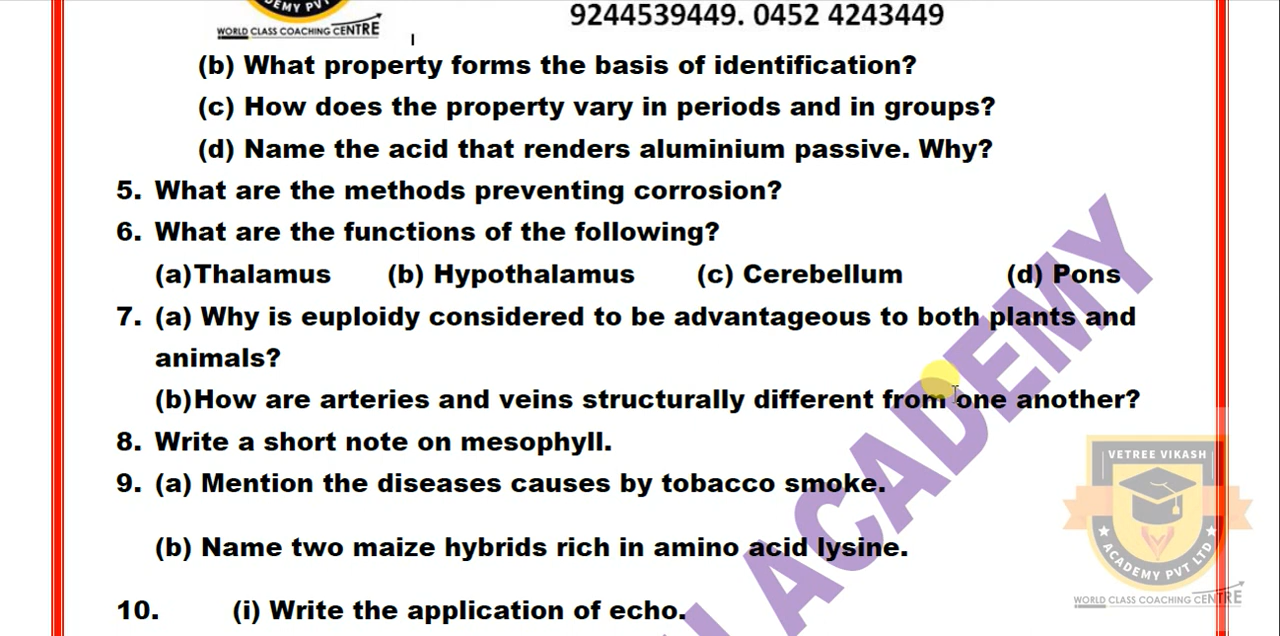 EMY PVT
WORLD CLASS COACHING CENTRE
9244539449. 0452 4243449
(b) What property forms the basis of identification?
(c) How does the property vary in periods and in groups?
(d) Name the acid that renders aluminium passive. Why?
5. What are the methods preventing corrosion?
6. What are the functions of the following?
(a)Thalamus (b) Hypothalamus (c) Cerebellum (d) Pons
7. (a) Why is euploidy considered to be advantageous to both plants and
animals?
(b)How are arteries and veins structurally different from one another?
8. Write a short note on mesophyll.
9. (a) Mention the diseases causes by tobacco smoke.
(b) Name two maize hybrids rich in amino acid lysine.
10. (i) Write the application of echo.
ACADEMY
VETREE VIKASH
ACADEMY PVT LTD
WORLD CLASS COACHING CENTRE